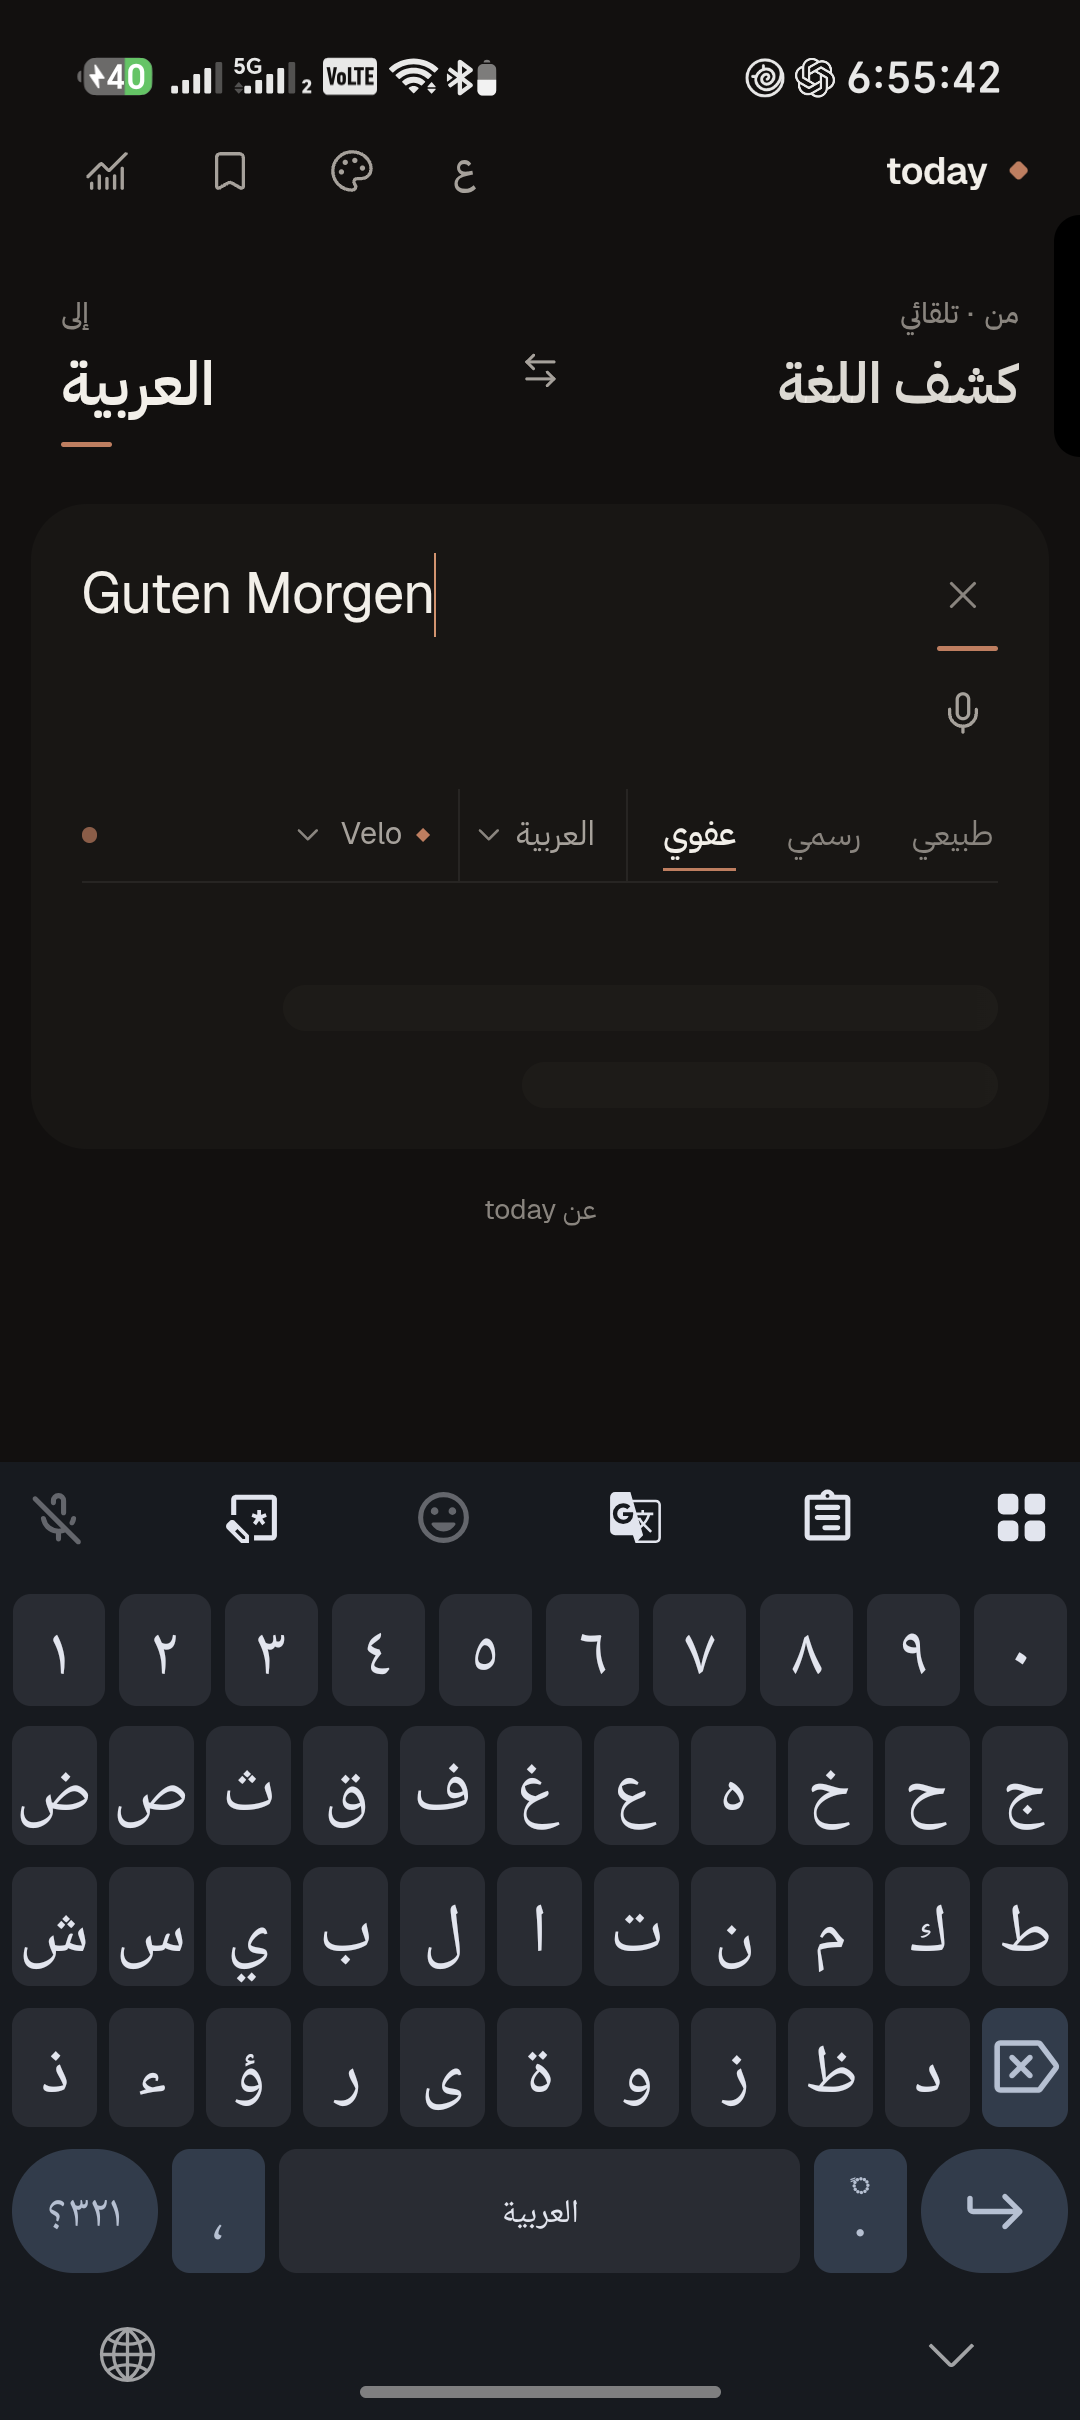 40 5G 2 VoLTE 6:55:42
ع today
من · تلقائي إلى
كشف اللغة العربية
Guten Morgen
طبيعي رسمي عفوي العربية Velo
عن today
١ ٢ ٣ ٤ ٥ ٦ ٧ ٨ ٩ ٠
ض ص ث ق ف غ ع ه خ ح ج
ش س ي ب ل ا ت ن م ك ط
ذ ء ؤ ر ى ة و ز ظ د
؟٣٢١ ، العربية .